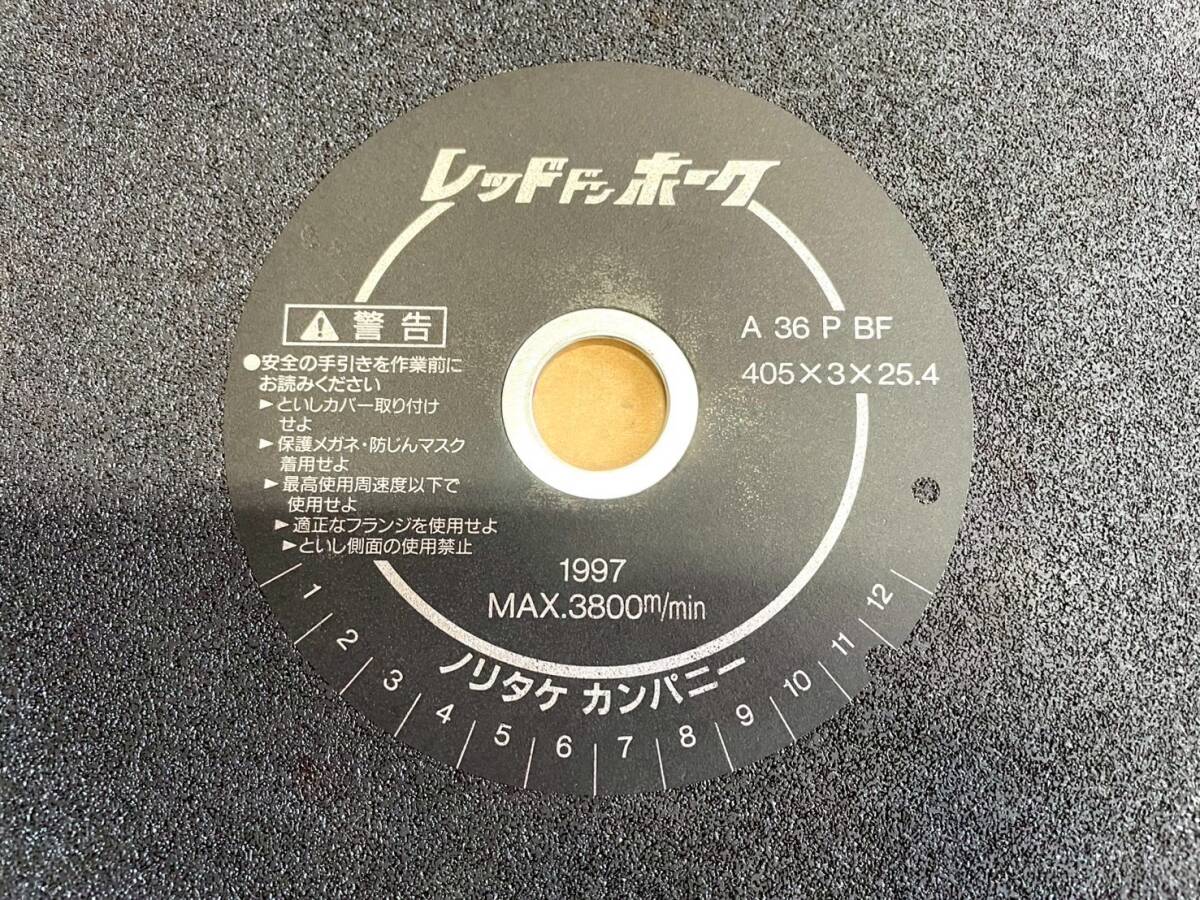 レッドドンホーク
警告
●安全の手引きを作業前に
お読みください
▶といしカバー取り付け
せよ
▶保護メガネ・防じんマスク
着用せよ
▶最高使用周速度以下で
使用せよ
▶適正なフランジを使用せよ
▶といし側面の使用禁止
A 36 P BF
405×3×25.4
1997
MAX.3800m/min
ノリタケ カンパニー
1 2 3 4 5 6 7 8 9 10 11 12